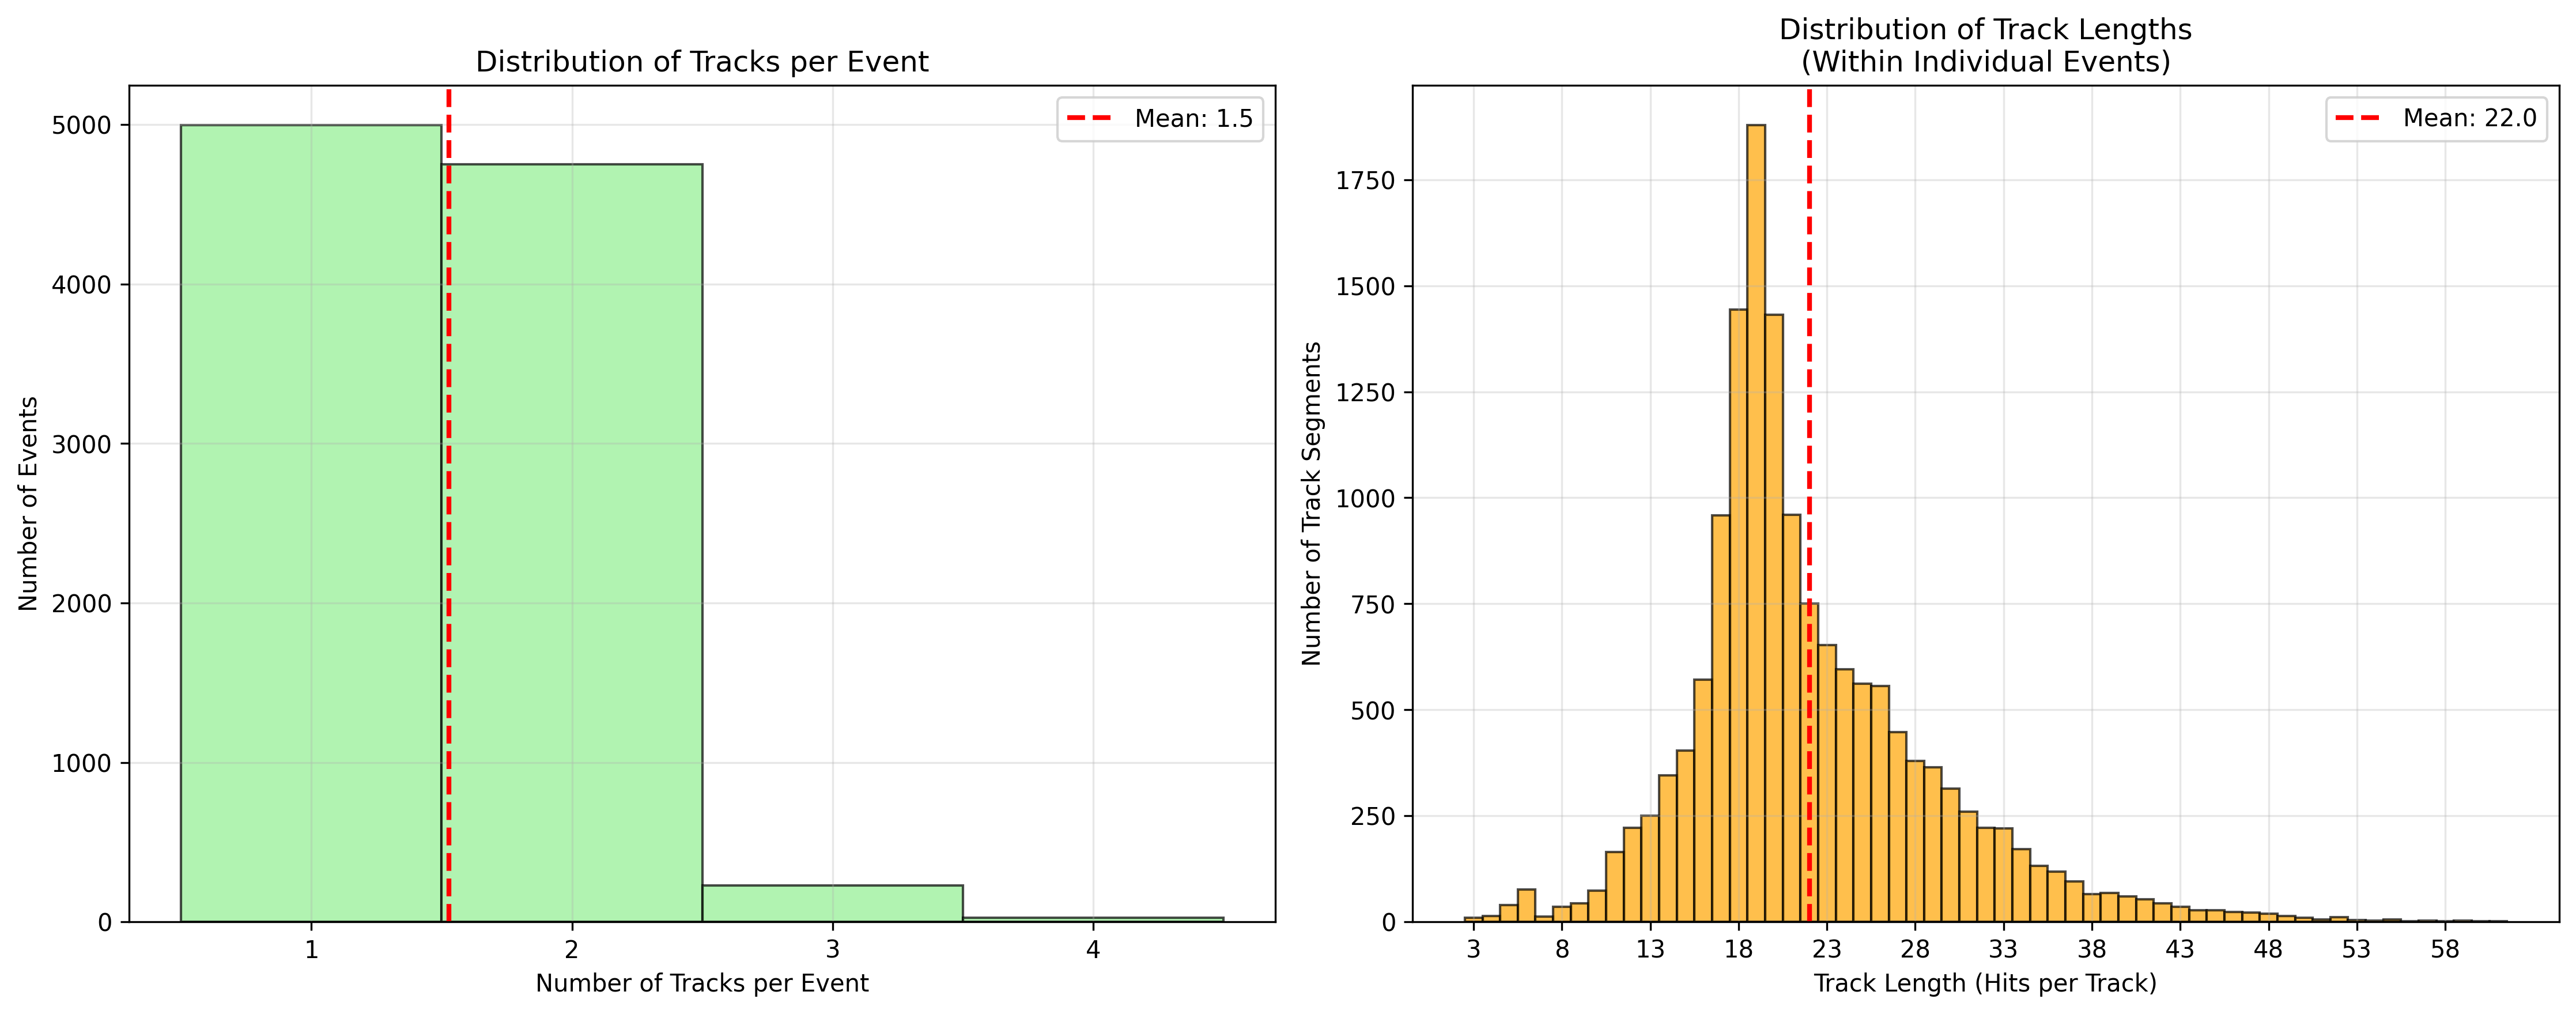 Distribution of Tracks per Event
Mean: 1.5
5000
4000
3000
2000
1000
0
Number of Events
1 2 3 4
Number of Tracks per Event
Distribution of Track Lengths
(Within Individual Events)
Mean: 22.0
1750
1500
1250
1000
750
500
250
0
Number of Track Segments
3 8 13 18 23 28 33 38 43 48 53 58
Track Length (Hits per Track)